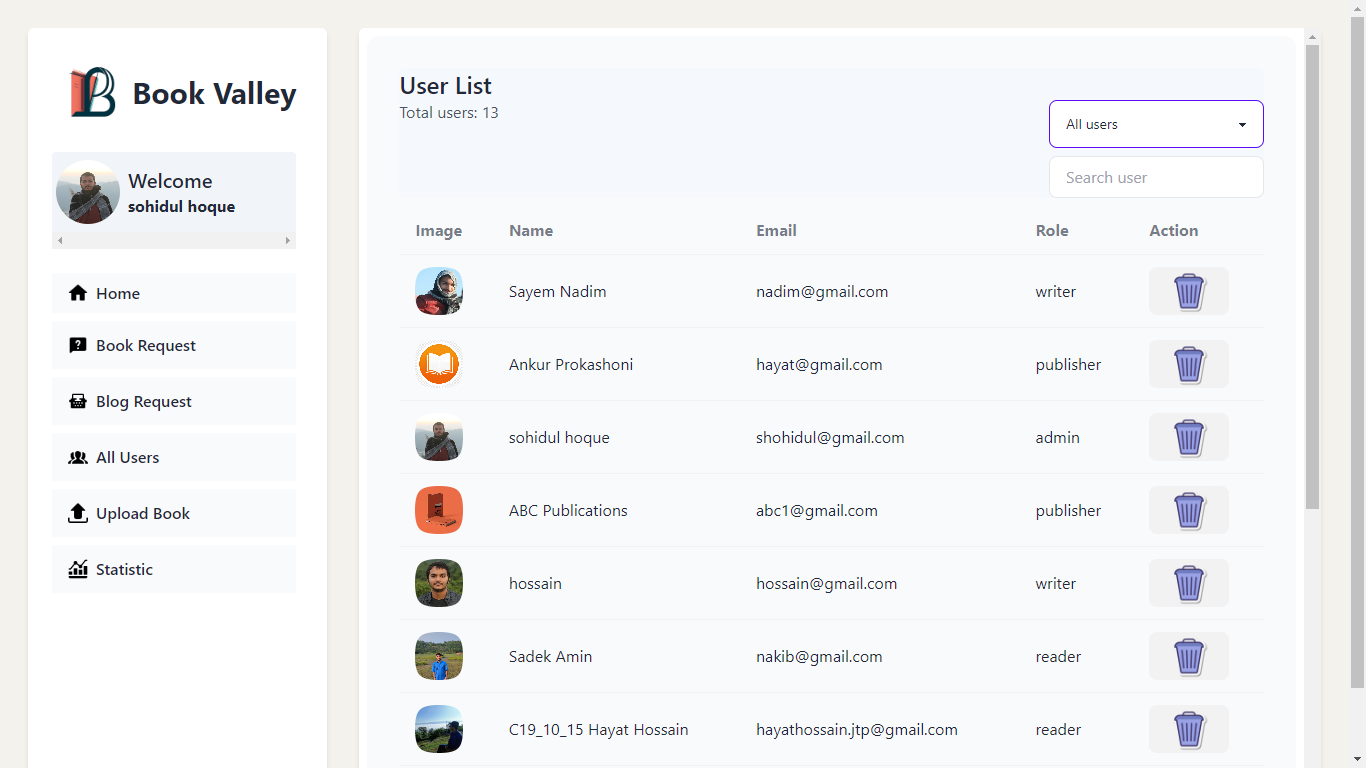 Book Valley
Welcome
sohidul hoque
Home
Book Request
Blog Request
All Users
Upload Book
Statistic
User List
Total users: 13
All users
Search user
Image Name Email Role Action
Sayem Nadim nadim@gmail.com writer
Ankur Prokashoni hayat@gmail.com publisher
sohidul hoque shohidul@gmail.com admin
ABC Publications abc1@gmail.com publisher
hossain hossain@gmail.com writer
Sadek Amin nakib@gmail.com reader
C19_10_15 Hayat Hossain hayathossain.jtp@gmail.com reader